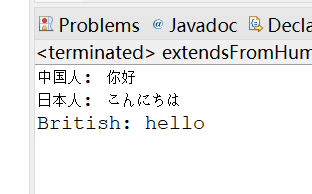 Problems @ Javadoc Decla
<terminated> extendsFromHum
中国人: 你好
日本人: こんにちは
British: hello